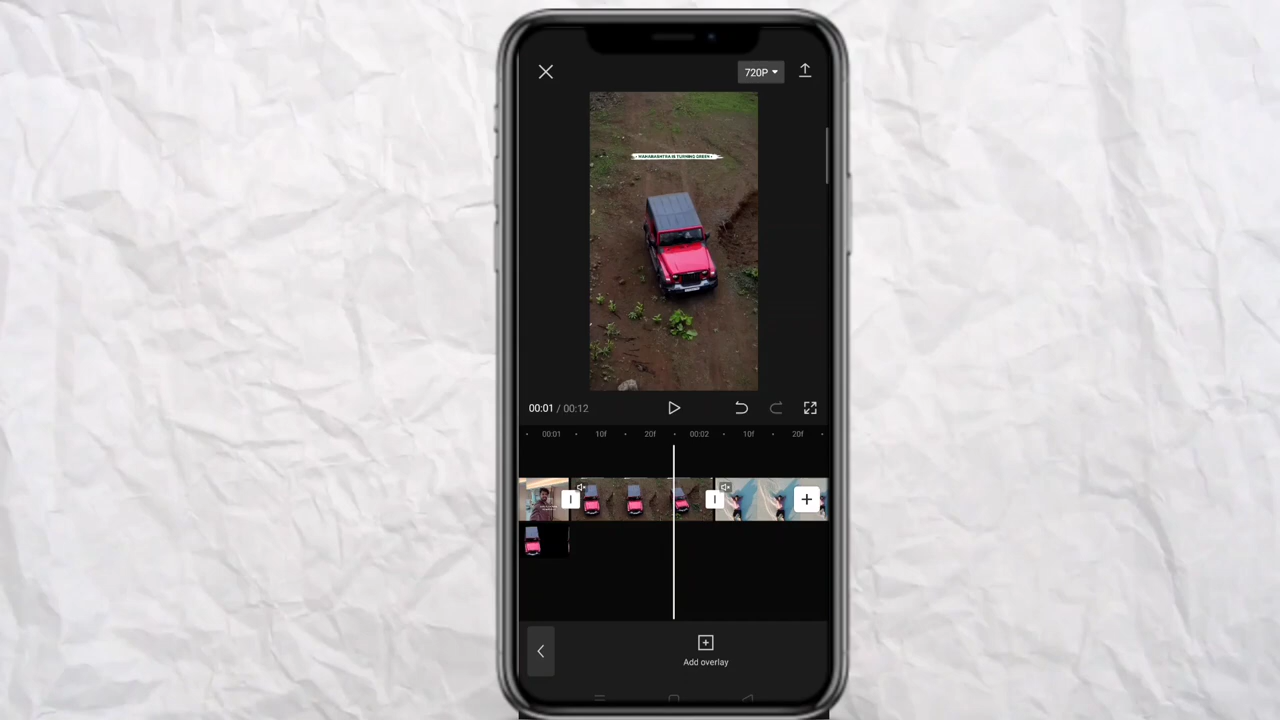 720P
• MAHARASHTRA IS TURNING GREEN •
00:01 / 00:12
00:01 10f 20f 00:02 10f 20f
Add overlay